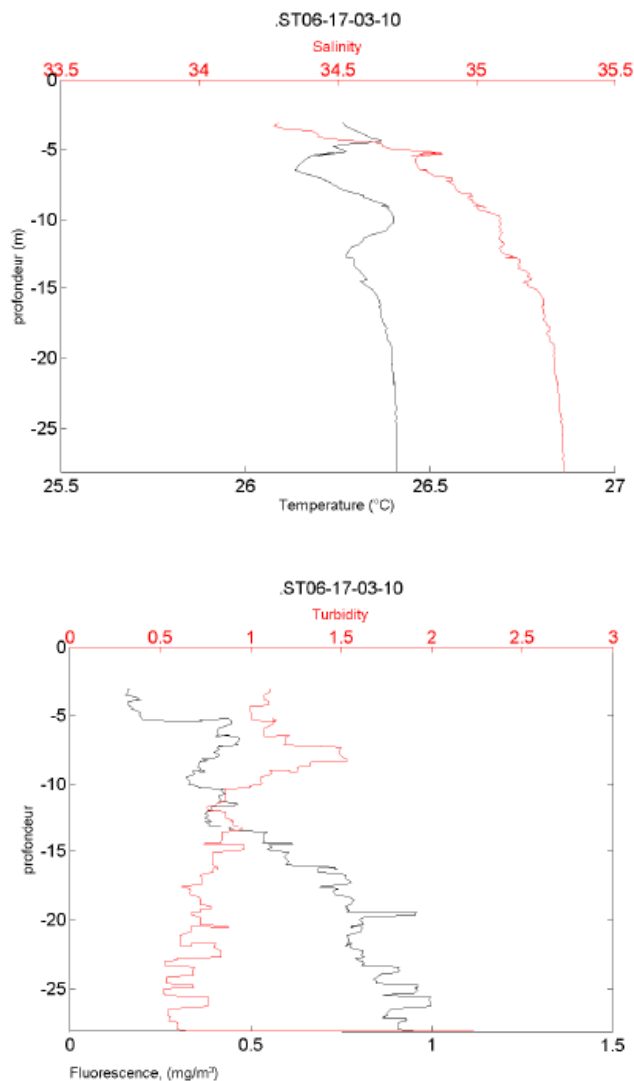 .ST06-17-03-10
Salinity
33.5 34 34.5 35 35.5
0
-5
-10
-15
-20
-25
profondeur (m)
25.5 26 26.5 27
Temperature (°C)
.ST06-17-03-10
Turbidity
0 0.5 1 1.5 2 2.5 3
0
-5
-10
-15
-20
-25
profondeur
0 0.5 1 1.5
Fluorescence, (mg/m³)